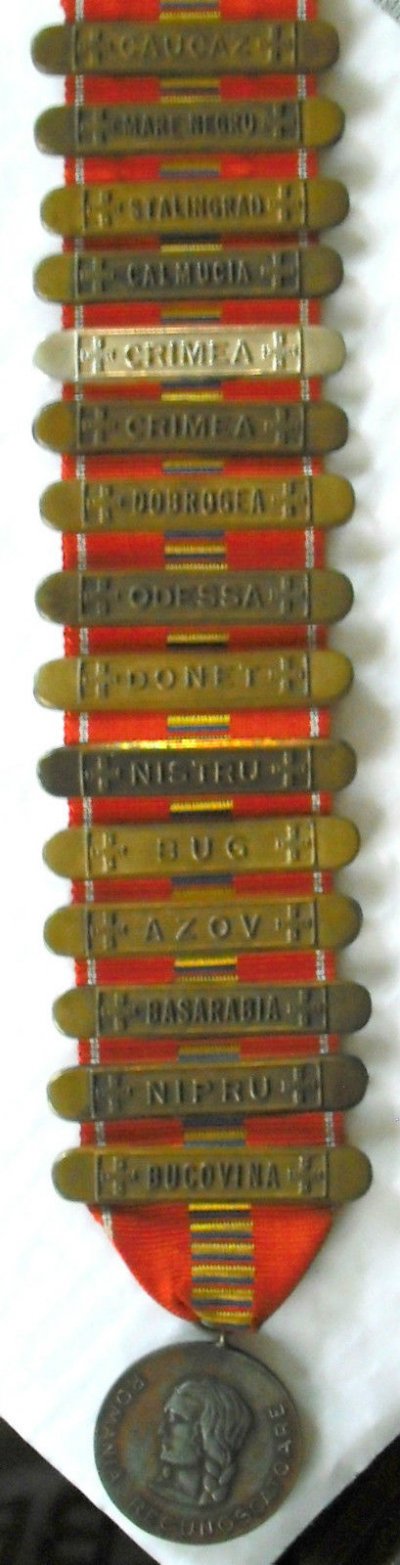 CAUCAZ
MARE NEGRU
STALINGRAD
CALMUCIA
CRIMEA
CRIMEA
DOBROGEA
ODESSA
DONET
NISTRU
BUG
AZOV
BASARABIA
NIPRU
BUCOVINA
ROMANIA RECUNOSCATOARE